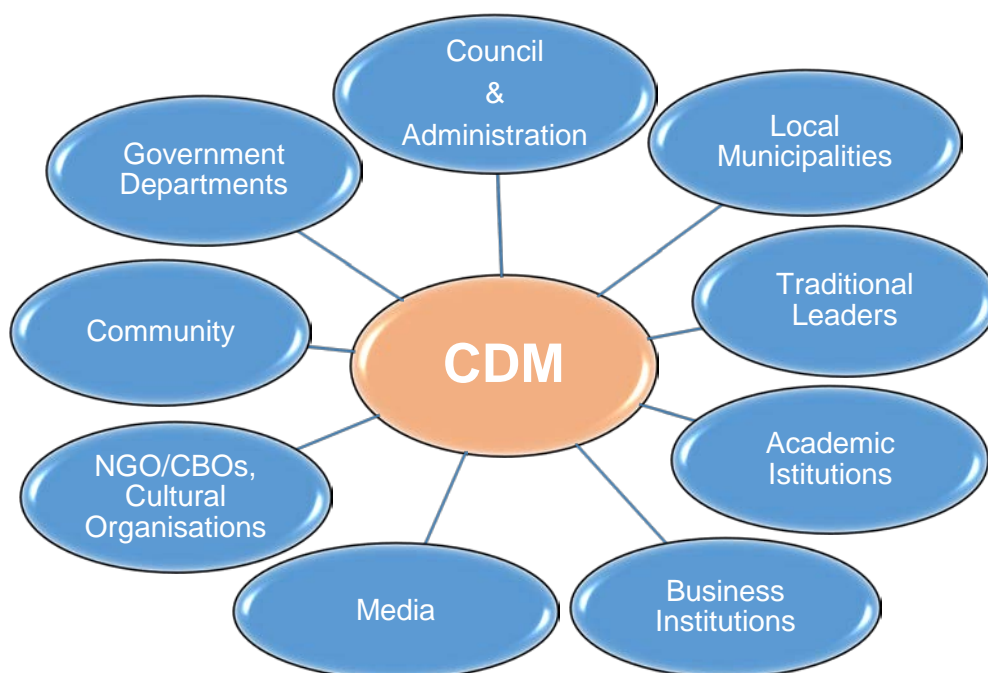 Council
&
Administration
Local
Municipalities
Government
Departments
Traditional
Leaders
Community
CDM
Academic
Istitutions
NGO/CBOs,
Cultural
Organisations
Business
Institutions
Media